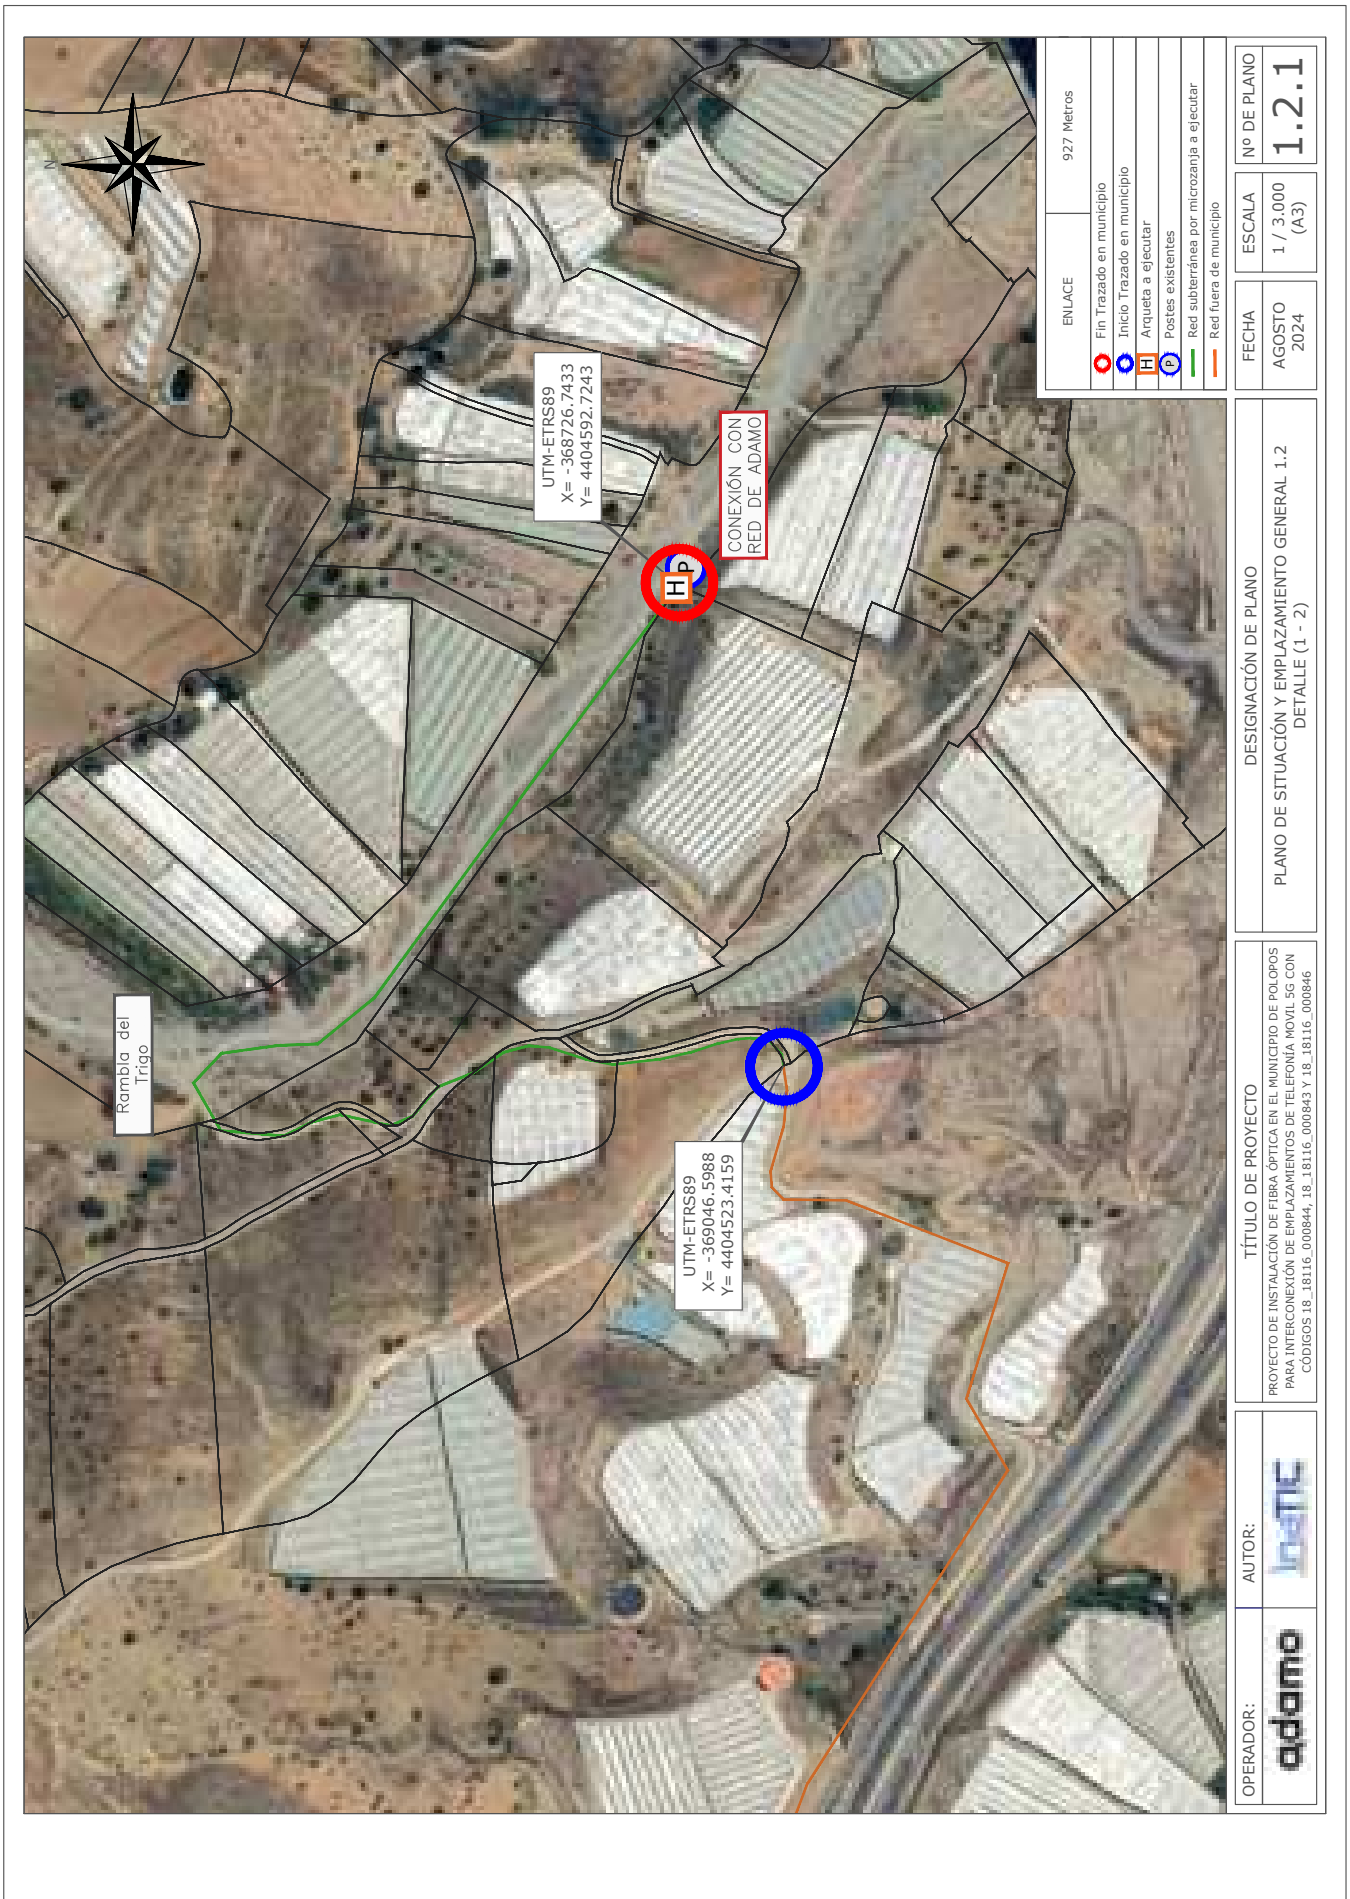 N
Rambla del
Trigo
UTM-ETRS89
X= -368726.7433
Y= 4404592.7243
CONEXIÓN CON
RED DE ADAMO
H
P
UTM-ETRS89
X= -369046.5988
Y= 4404523.4159
ENLACE
927 Metros
Fin Trazado en municipio
Inicio Trazado en municipio
H Arqueta a ejecutar
P Postes existentes
Red subterránea por microzanja a ejecutar
Red fuera de municipio
OPERADOR:
adamo
AUTOR:
InaTIC
TÍTULO DE PROYECTO
PROYECTO DE INSTALACIÓN DE FIBRA ÓPTICA EN EL MUNICIPIO DE POLOPOS
PARA INTERCONEXIÓN DE EMPLAZAMIENTOS DE TELEFONÍA MOVIL 5G CON
CÓDIGOS 18_18116_000844, 18_18116_000843 Y 18_18116_000846
DESIGNACIÓN DE PLANO
PLANO DE SITUACIÓN Y EMPLAZAMIENTO GENERAL 1.2
DETALLE (1 - 2)
FECHA
AGOSTO
2024
ESCALA
1 / 3.000
(A3)
Nº DE PLANO
1.2.1